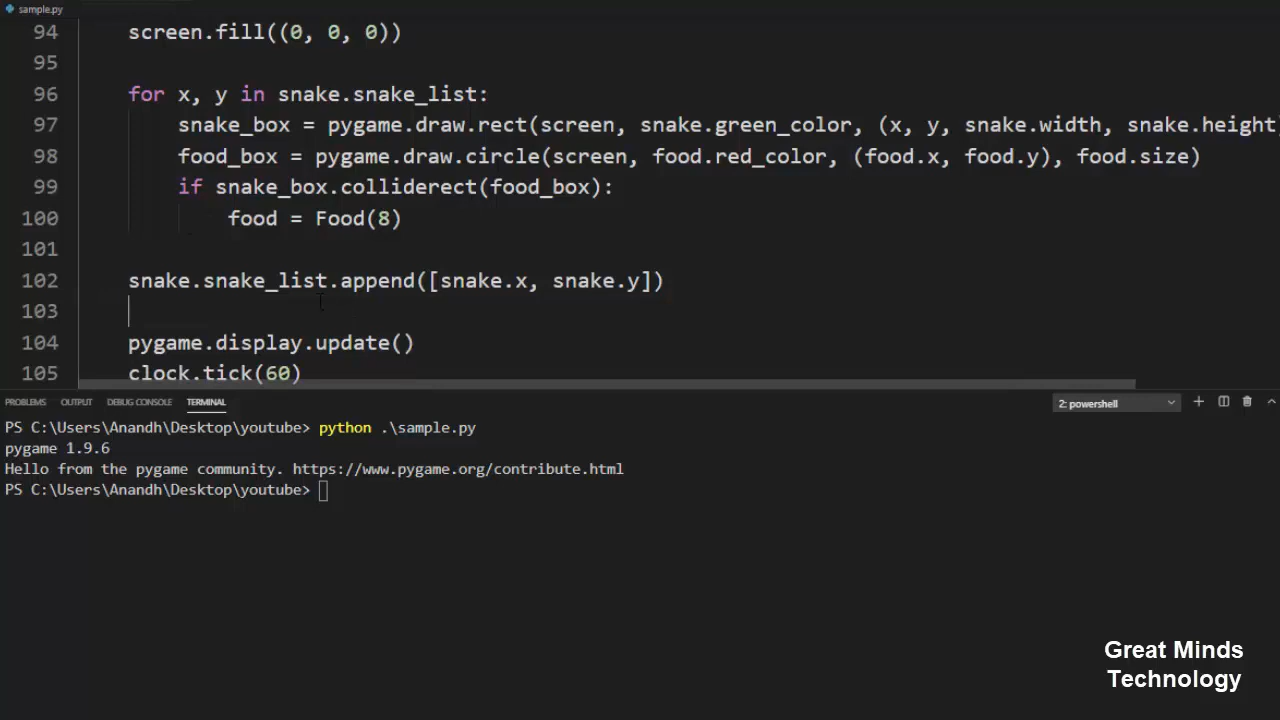 sample.py
94 screen.fill((0, 0, 0))
95
96 for x, y in snake.snake_list:
97 snake_box = pygame.draw.rect(screen, snake.green_color, (x, y, snake.width, snake.height
98 food_box = pygame.draw.circle(screen, food.red_color, (food.x, food.y), food.size)
99 if snake_box.colliderect(food_box):
100 food = Food(8)
101
102 snake.snake_list.append([snake.x, snake.y])
103
104 pygame.display.update()
105 clock.tick(60)
PROBLEMS OUTPUT DEBUG CONSOLE TERMINAL 2: powershell
PS C:\Users\Anandh\Desktop\youtube> python .\sample.py
pygame 1.9.6
Hello from the pygame community. https://www.pygame.org/contribute.html
PS C:\Users\Anandh\Desktop\youtube>
Great Minds
Technology